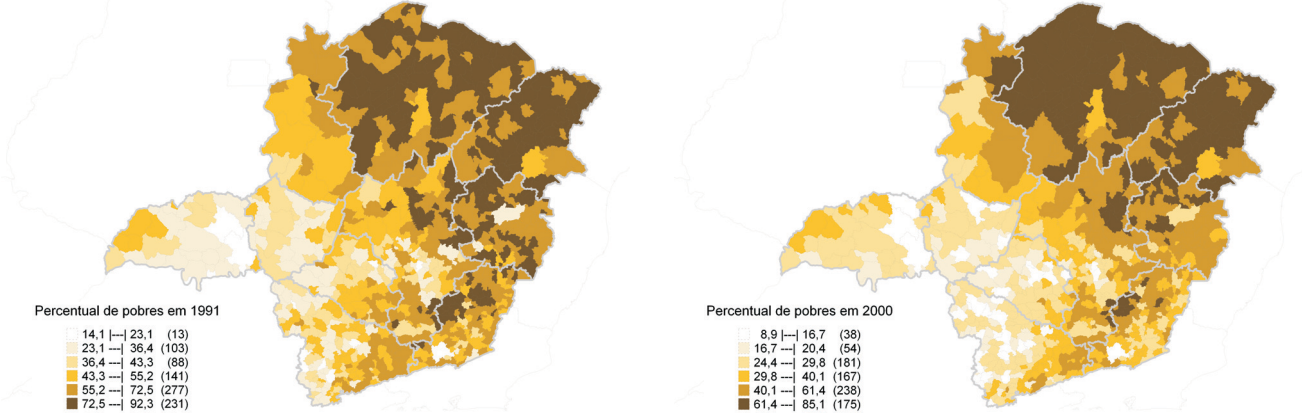 Percentual de pobres em 1991
14,1 |---| 23,1 (13)
23,1 ---| 36,4 (103)
36,4 ---| 43,3 (88)
43,3 ---| 55,2 (141)
55,2 ---| 72,5 (277)
72,5 ---| 92,3 (231)
Percentual de pobres em 2000
8,9 |---| 16,7 (38)
16,7 ---| 20,4 (54)
24,4 ---| 29,8 (181)
29,8 ---| 40,1 (167)
40,1 ---| 61,4 (238)
61,4 ---| 85,1 (175)